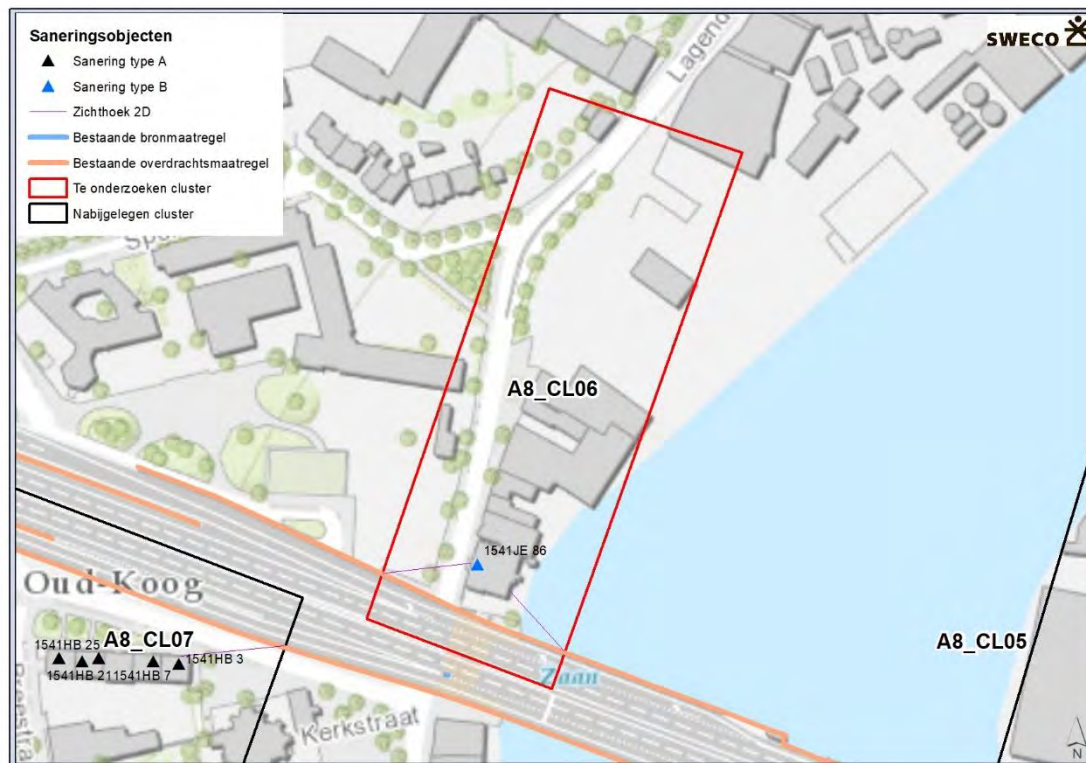 Saneringsobjecten
Sanering type A
Sanering type B
Zichthoek 2D
Bestaande bronmaatregel
Bestaande overdrachtsmaatregel
Te onderzoeken cluster
Nabijgelegen cluster
SWECO
A8_CL06
1541JE 86
Oud-Koog
A8_CL07
A8_CL05
1541HB 25
1541HB 3
1541HB 21
1541HB 7
Zaan
Kerkstraat
N